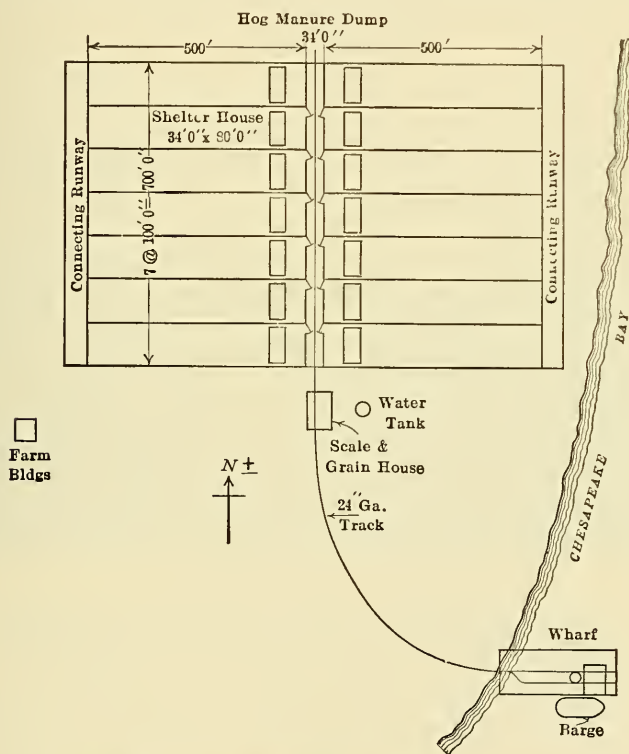 Hog Manure Dump
500' 34'0" 500'
Shelter House
34'0" x 80'0"
Connecting Runway
7 @ 100'0" = 700'0"
Connecting Runway
BAY
CHESAPEAKE
Water
Tank
Scale &
Grain House
Farm
Bldgs
N ±
24" Ga.
Track
Wharf
Barge